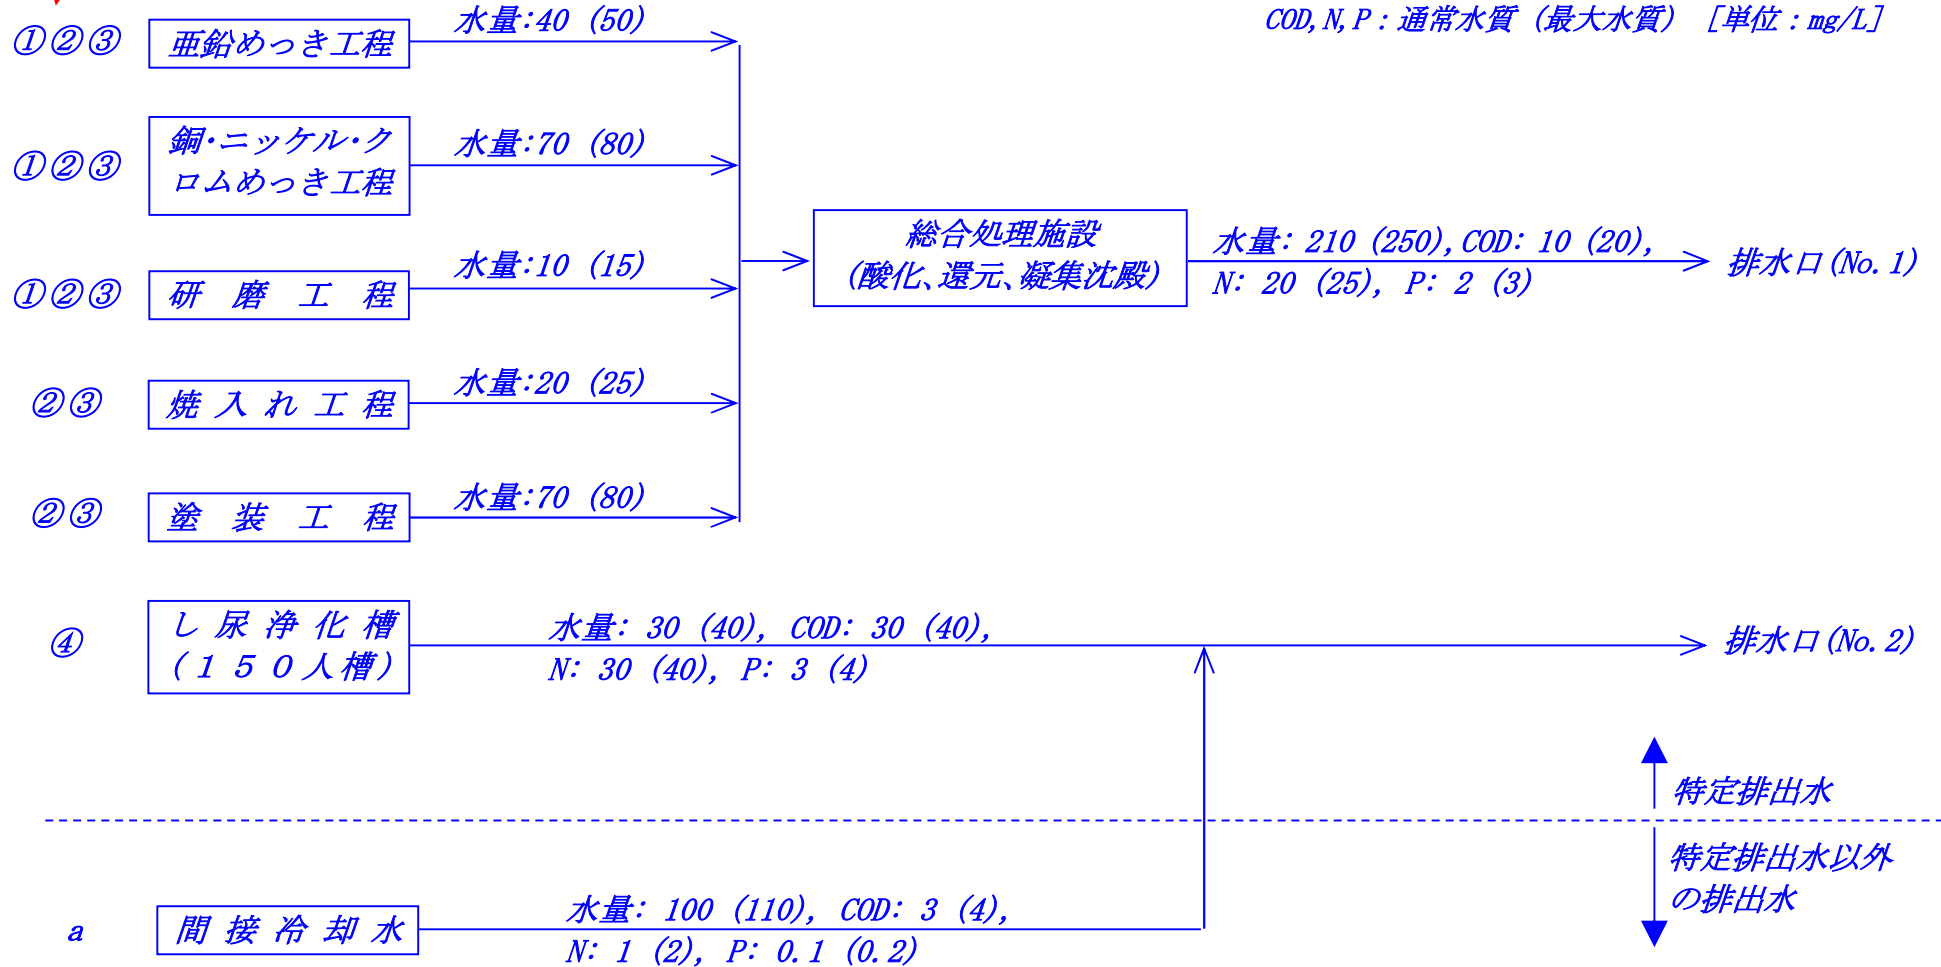 COD,N,P：通常水質（最大水質）［単位：mg/L］
①②③ 亜鉛めっき工程 水量:40 (50)
①②③ 銅・ニッケル・ク
ロムめっき工程 水量:70 (80)
①②③ 研磨工程 水量:10 (15)
②③ 焼入れ工程 水量:20 (25)
②③ 塗装工程 水量:70 (80)
総合処理施設
(酸化、還元、凝集沈殿)
水量: 210 (250),COD: 10 (20),
N: 20 (25), P: 2 (3)
排水口(No.1)
④ し尿浄化槽
(１５０人槽)
水量: 30 (40), COD: 30 (40),
N: 30 (40), P: 3 (4)
排水口(No.2)
特定排出水
特定排出水以外
の排出水
a 間接冷却水
水量: 100 (110), COD: 3 (4),
N: 1 (2), P: 0.1 (0.2)